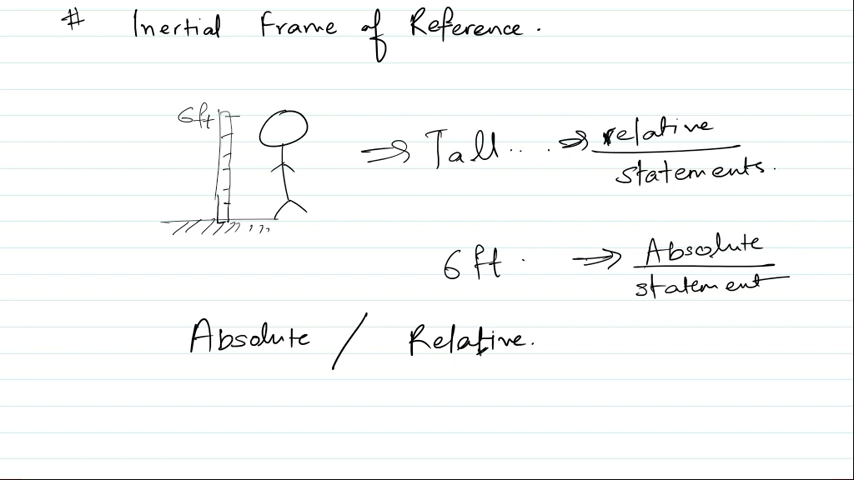 # Inertial Frame of Reference.
6ft
⇒ Tall.. . ⇒ relative
statements.
6 ft . ⇒ Absolute
statement
Absolute / Relative.